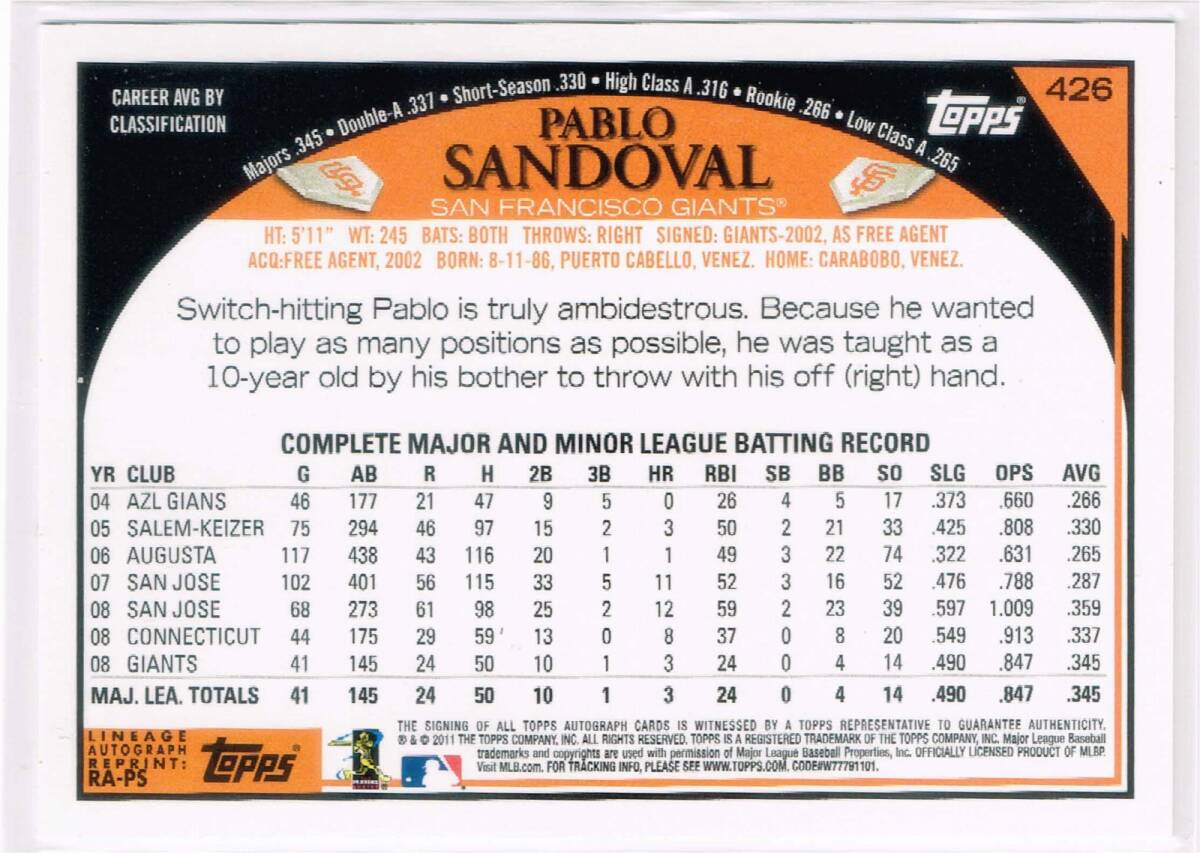 CAREER AVG BY
CLASSIFICATION
Majors .345 • Double-A .337 • Short-Season .330 • High Class A .316 • Rookie .266 • Low Class A .265
Topps®
426
PABLO
SANDOVAL
SAN FRANCISCO GIANTS®
HT: 5'11" WT: 245 BATS: BOTH THROWS: RIGHT SIGNED: GIANTS-2002, AS FREE AGENT
ACQ:FREE AGENT, 2002 BORN: 8-11-86, PUERTO CABELLO, VENEZ. HOME: CARABOBO, VENEZ.
Switch-hitting Pablo is truly ambidestrous. Because he wanted
to play as many positions as possible, he was taught as a
10-year old by his bother to throw with his off (right) hand.
COMPLETE MAJOR AND MINOR LEAGUE BATTING RECORD
YR CLUB G AB R H 2B 3B HR RBI SB BB SO SLG OPS AVG
04 AZL GIANS 46 177 21 47 9 5 0 26 4 5 17 .373 .660 .266
05 SALEM-KEIZER 75 294 46 97 15 2 3 50 2 21 33 .425 .808 .330
06 AUGUSTA 117 438 43 116 20 1 1 49 3 22 74 .322 .631 .265
07 SAN JOSE 102 401 56 115 33 5 11 52 3 16 52 .476 .788 .287
08 SAN JOSE 68 273 61 98 25 2 12 59 2 23 39 .597 1.009 .359
08 CONNECTICUT 44 175 29 59 13 0 8 37 0 8 20 .549 .913 .337
08 GIANTS 41 145 24 50 10 1 3 24 0 4 14 .490 .847 .345
MAJ. LEA. TOTALS 41 145 24 50 10 1 3 24 0 4 14 .490 .847 .345
LINEAGE
AUTOGRAPH
REPRINT:
RA-PS
Topps®
THE SIGNING OF ALL TOPPS AUTOGRAPH CARDS IS WITNESSED BY A TOPPS REPRESENTATIVE TO GUARANTEE AUTHENTICITY.
® & © 2011 THE TOPPS COMPANY, INC. ALL RIGHTS RESERVED. TOPPS IS A REGISTERED TRADEMARK OF THE TOPPS COMPANY, INC. Major League Baseball
trademarks and copyrights are used with permission of Major League Baseball Properties, Inc. OFFICIALLY LICENSED PRODUCT OF MLBP.
Visit MLB.com. FOR TRACKING INFO, PLEASE SEE WWW.TOPPS.COM. CODE#W77791101.